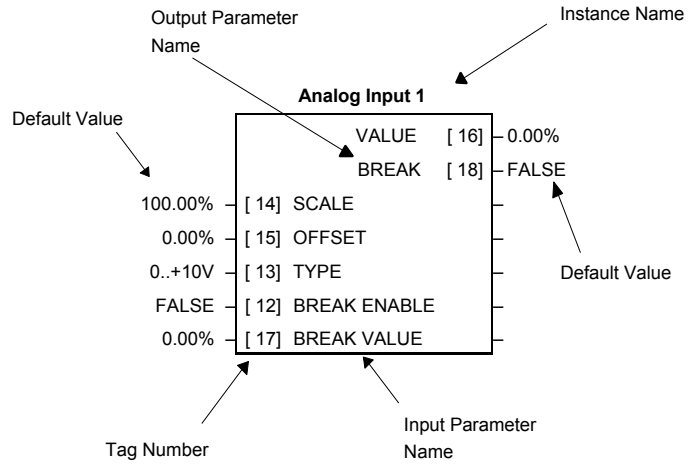 Output Parameter
Name
Instance Name
Analog Input 1
Default Value
VALUE [ 16] 0.00%
BREAK [ 18] FALSE
100.00% [ 14] SCALE
0.00% [ 15] OFFSET
0..+10V [ 13] TYPE
Default Value
FALSE [ 12] BREAK ENABLE
0.00% [ 17] BREAK VALUE
Input Parameter
Name
Tag Number